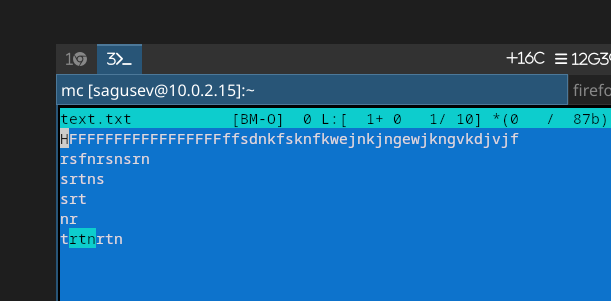 1 3>_ +16C ≡ 12G39
mc [sagusev@10.0.2.15]:~ firefo
text.txt [BM-O] 0 L:[ 1+ 0 1/ 10] *(0 / 87b)
HFFFFFFFFFFFFFFFFFffsdnkfsknfkwejnkjngewjkngvkdjvjf
rsfnrsnsrn
srtns
srt
nr
trtnrtn